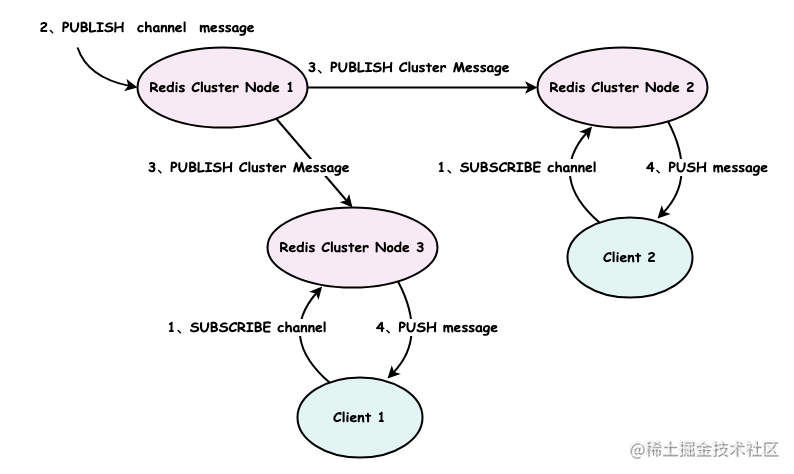 2、PUBLISH channel message
3、PUBLISH Cluster Message
Redis Cluster Node 1
Redis Cluster Node 2
3、PUBLISH Cluster Message
1、SUBSCRIBE channel
4、PUSH message
Redis Cluster Node 3
Client 2
1、SUBSCRIBE channel
4、PUSH message
Client 1
@稀土掘金技术社区